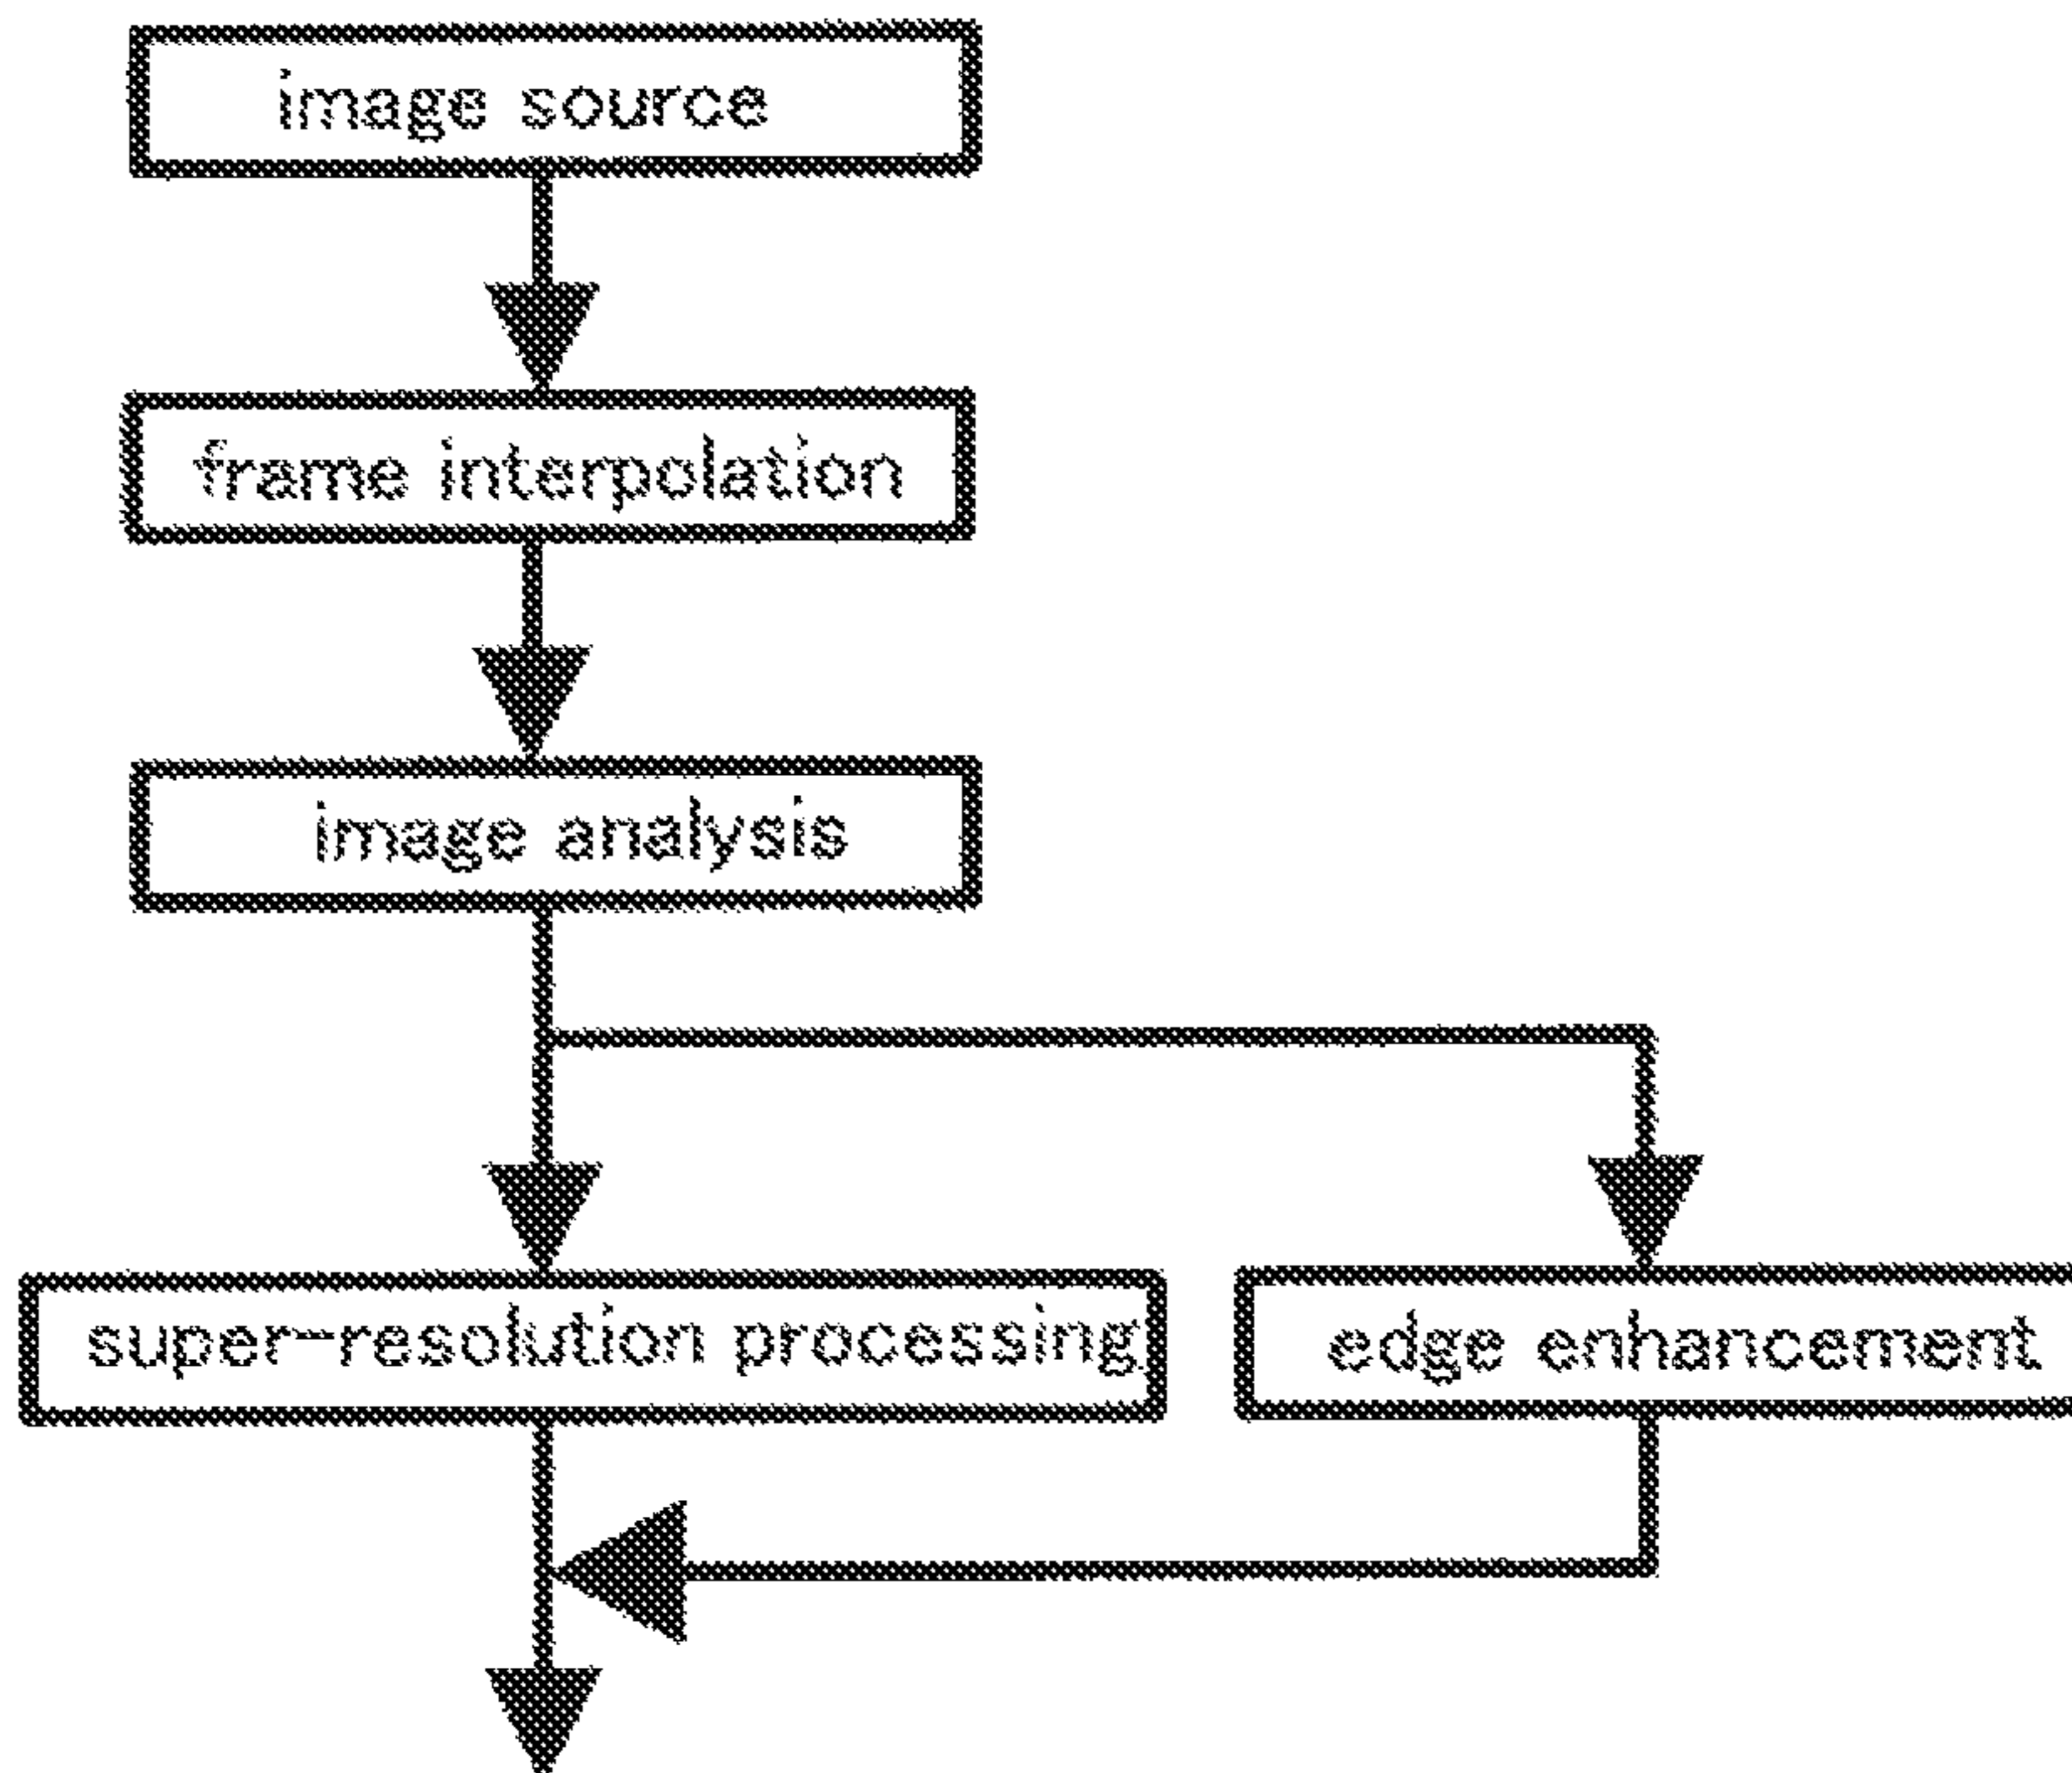 image source
frame interpolation
image analysis
super-resolution processing
edge enhancement